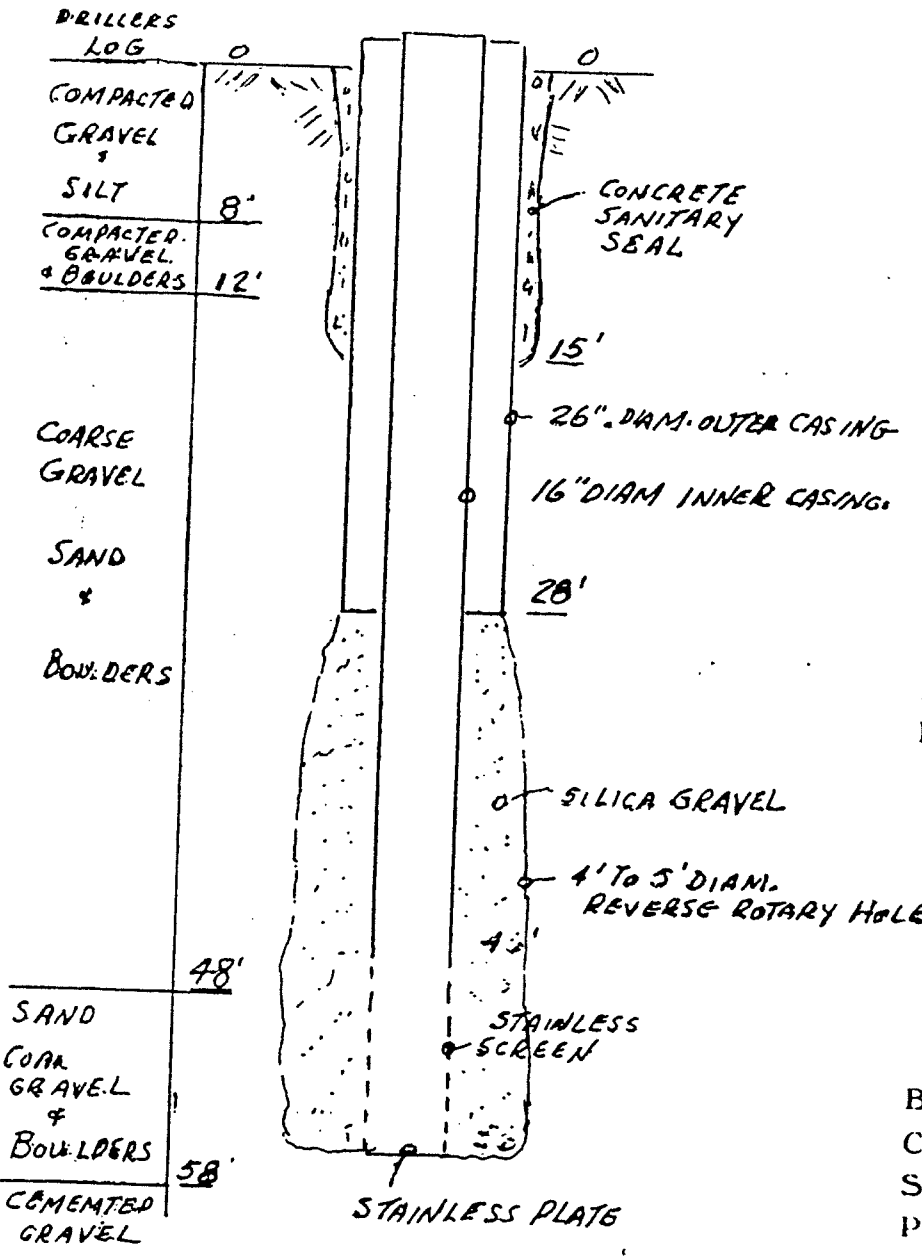 DRILLERS
LOG
0
0
COMPACTED
GRAVEL
&
SILT
8'
COMPACTED.
GRAVEL
& BOULDERS
12'
CONCRETE
SANITARY
SEAL
15'
26". DIAM. OUTER CASING
16" DIAM INNER CASING.
COARSE
GRAVEL
SAND
&
BOULDERS
28'
SILICA GRAVEL
4' TO 5' DIAM.
REVERSE ROTARY HOLE
48'
SAND
GRAVEL
&
BOULDERS
STAINLESS
SCREEN
58'
CEMEMTED
GRAVEL
STAINLESS PLATE
B
C
S
P